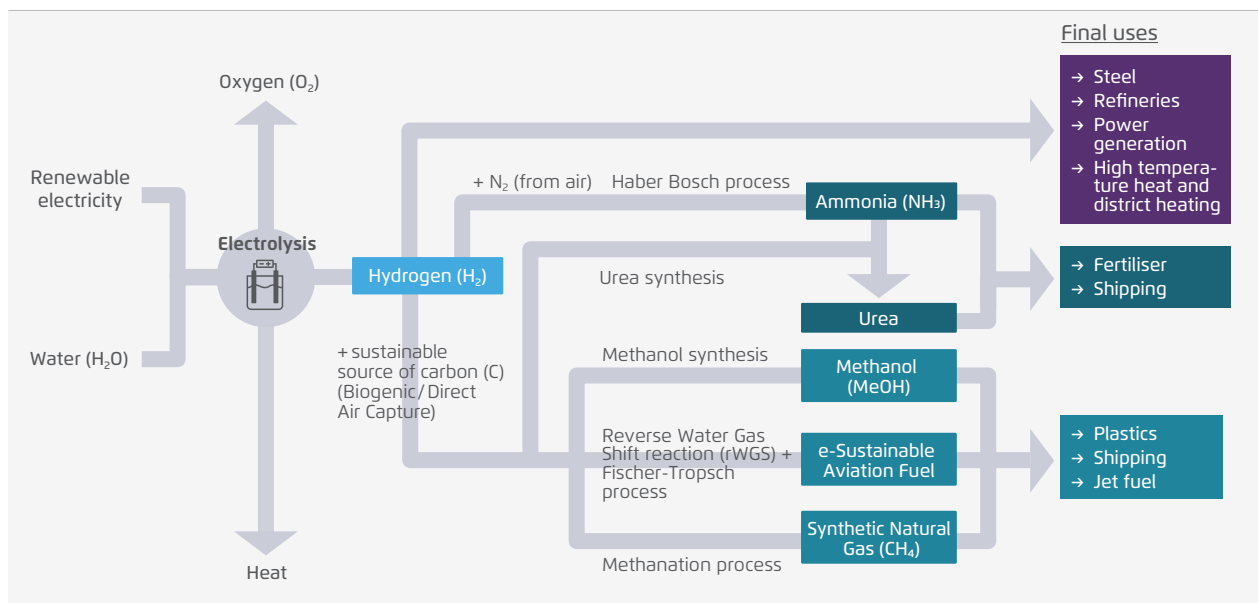 Final uses
→ Steel
→ Refineries
→ Power
generation
→ High tempera-
ture heat and
district heating
Oxygen (O₂)
Renewable
electricity
+ N₂ (from air)
Haber Bosch process
Ammonia (NH₃)
Electrolysis
Hydrogen (H₂)
Urea synthesis
→ Fertiliser
→ Shipping
Urea
Water (H₂O)
+ sustainable
source of carbon (C)
(Biogenic/Direct
Air Capture)
Methanol synthesis
Methanol
(MeOH)
Reverse Water Gas
Shift reaction (rWGS) +
Fischer-Tropsch
process
e-Sustainable
Aviation Fuel
→ Plastics
→ Shipping
→ Jet fuel
Synthetic Natural
Gas (CH₄)
Methanation process
Heat